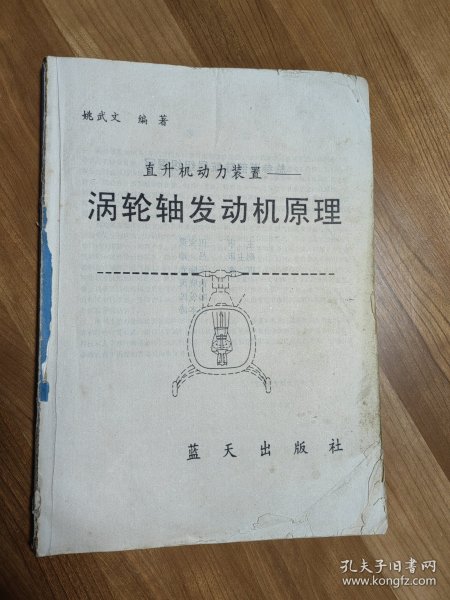 姚武文 编著
直升机动力装置——
涡轮轴发动机原理
蓝天出版社
孔夫子旧书网
www.kongfz.com